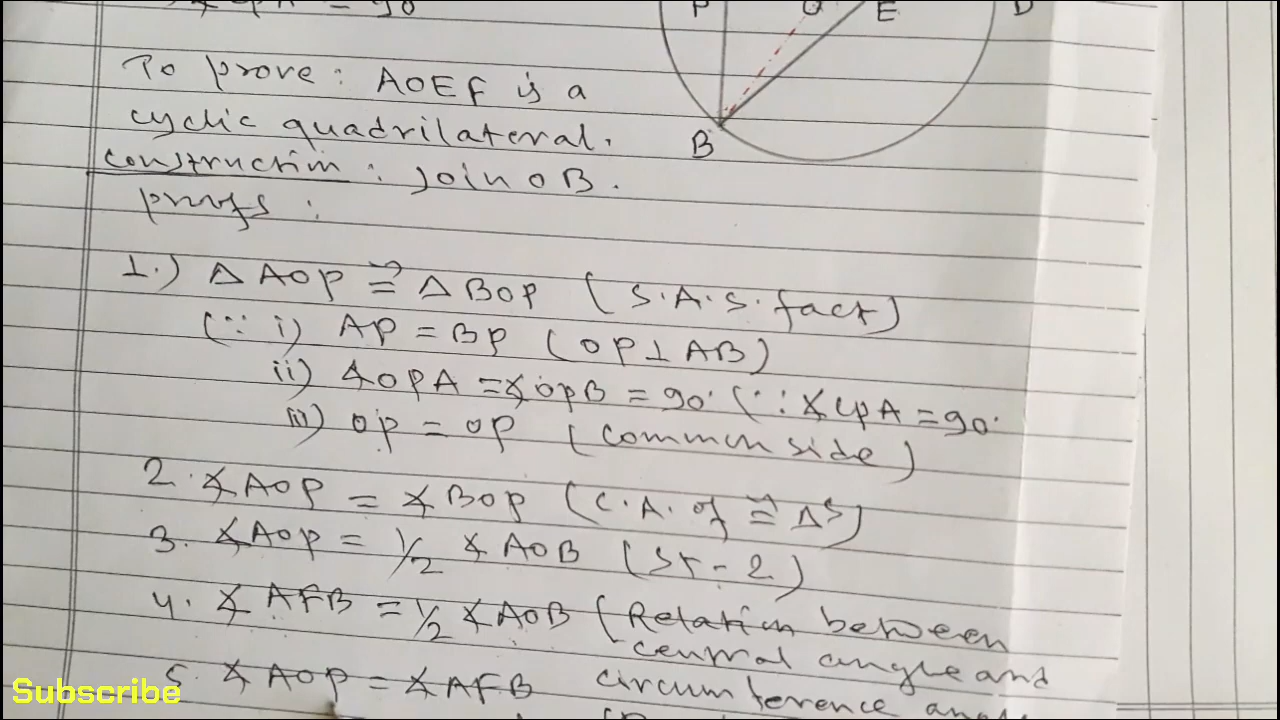 P O E D
To prove: AOEF is a
cyclic quadrilateral.
B
construction: Join OB.
proofs:
1.) △AOP ≅ △BOP (S.A.S. fact)
(∵ i) AP = BP (OP⊥AB)
ii) ∡OPA = ∡OPB = 90° (∵ ∡CPA = 90°
iii) OP = OP (common side)
2. ∡AOP = ∡BOP (C.A. of ≅ △s)
3. ∡AOP = 1/2 ∡AOB (St-2)
4. ∡AFB = 1/2 ∡AOB (Relation between
central angle and
5. ∡AOP = ∡AFB circumference
Subscribe